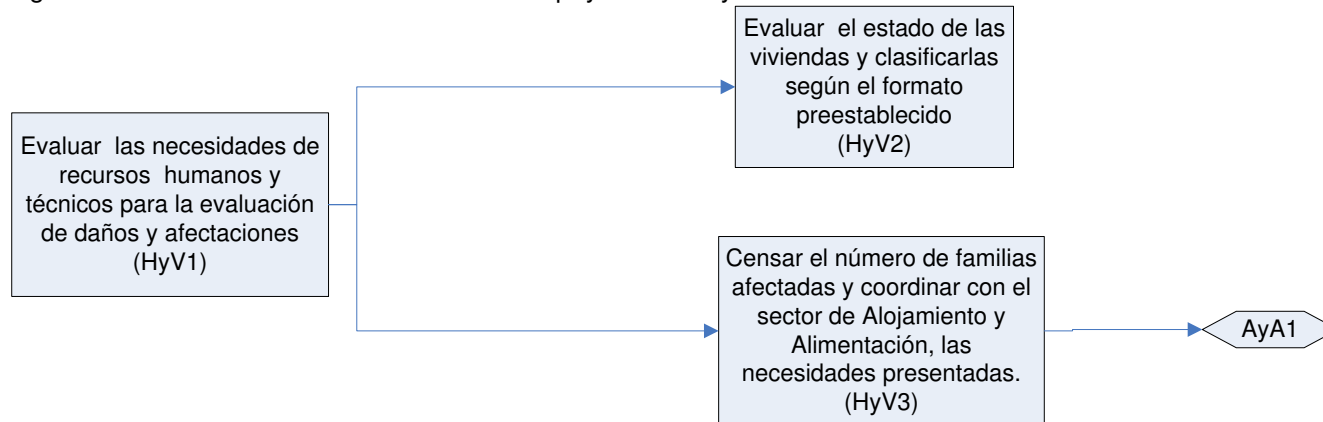 Evaluar el estado de las
viviendas y clasificarlas
según el formato
preestablecido
(HyV2)
Evaluar las necesidades de
recursos humanos y
técnicos para la evaluación
de daños y afectaciones
(HyV1)
Censar el número de familias
afectadas y coordinar con el
sector de Alojamiento y
Alimentación, las
necesidades presentadas.
(HyV3)
AyA1